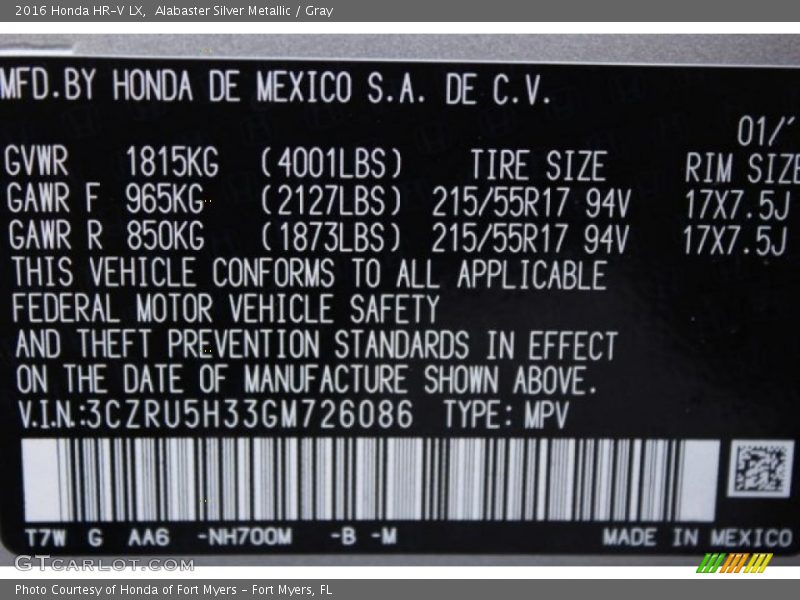 2016 Honda HR-V LX,  Alabaster Silver Metallic / Gray
MFD.BY HONDA DE MEXICO S.A. DE C.V.
01/
GVWR 1815KG (4001LBS) TIRE SIZE RIM SIZE
GAWR F 965KG (2127LBS) 215/55R17 94V 17X7.5J
GAWR R 850KG (1873LBS) 215/55R17 94V 17X7.5J
THIS VEHICLE CONFORMS TO ALL APPLICABLE
FEDERAL MOTOR VEHICLE SAFETY
AND THEFT PREVENTION STANDARDS IN EFFECT
ON THE DATE OF MANUFACTURE SHOWN ABOVE.
V.I.N.:3CZRU5H33GM726086 TYPE: MPV
T7W G AA6 -NH700M -B -M MADE IN MEXICO
GTCARLOT.COM
Photo Courtesy of Honda of Fort Myers - Fort Myers, FL